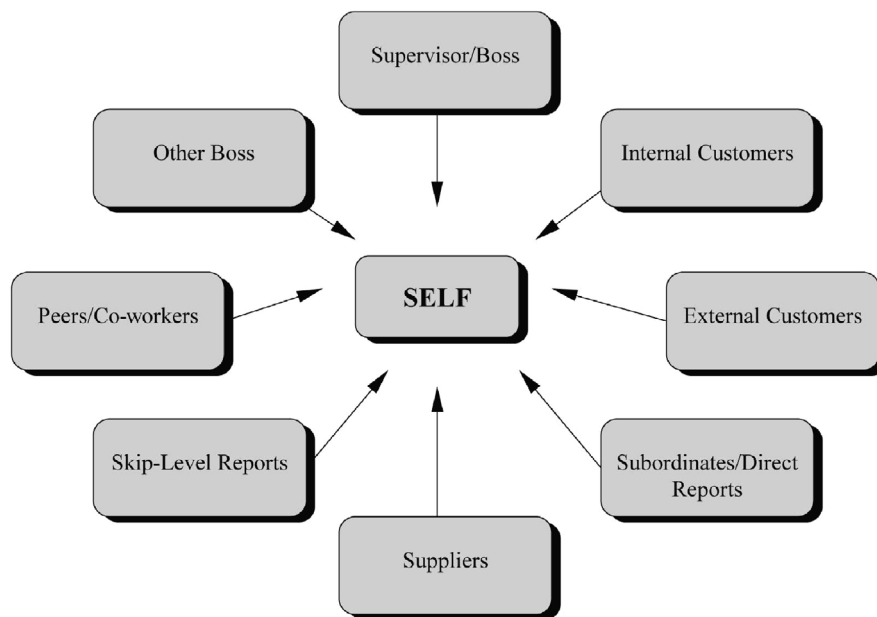 Supervisor/Boss
Other Boss
Internal Customers
SELF
Peers/Co-workers
External Customers
Skip-Level Reports
Subordinates/Direct
Reports
Suppliers